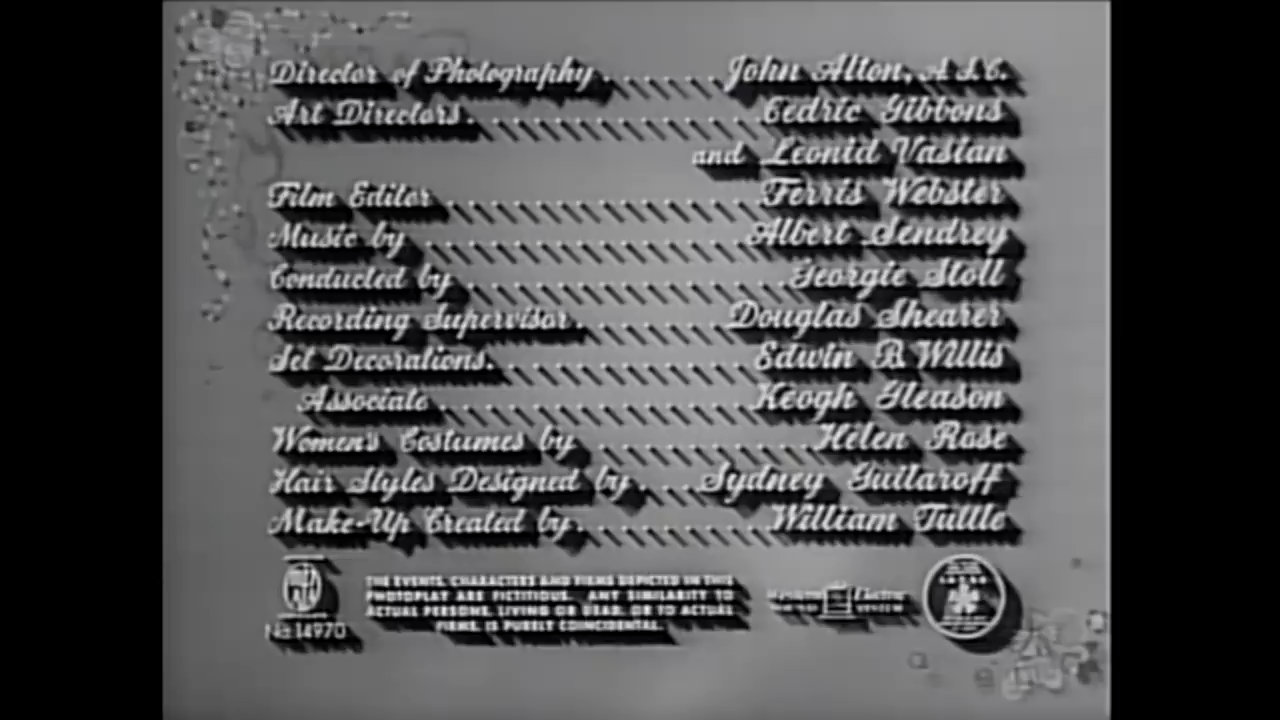 Director of Photography . . . . . . John Alton, A.S.C.
Art Directors . . . . . . . . . . . . . . . . . . Cedric Gibbons
and Leonid Vasian
Film Editor . . . . . . . . . . . . . . . . . . . . Ferris Webster
Music by . . . . . . . . . . . . . . . . . . . . . Albert Sendrey
Conducted by . . . . . . . . . . . . . . . . . . . . Georgie Stoll
Recording Supervisor . . . . . . . . . . Douglas Shearer
Set Decorations . . . . . . . . . . . . . . . . Edwin B. Willis
Associate . . . . . . . . . . . . . . . . . . . . Keogh Gleason
Women's Costumes by . . . . . . . . . . . . . . Helen Rose
Hair Styles Designed by . . . . Sydney Guilaroff
Make-Up Created by . . . . . . . . . . . . William Tuttle
THE EVENTS, CHARACTERS AND FIRMS DEPICTED IN THIS
PHOTOPLAY ARE FICTITIOUS. ANY SIMILARITY TO
ACTUAL PERSONS, LIVING OR DEAD, OR TO ACTUAL
FIRMS, IS PURELY COINCIDENTAL.
Western Electric
No. 14970